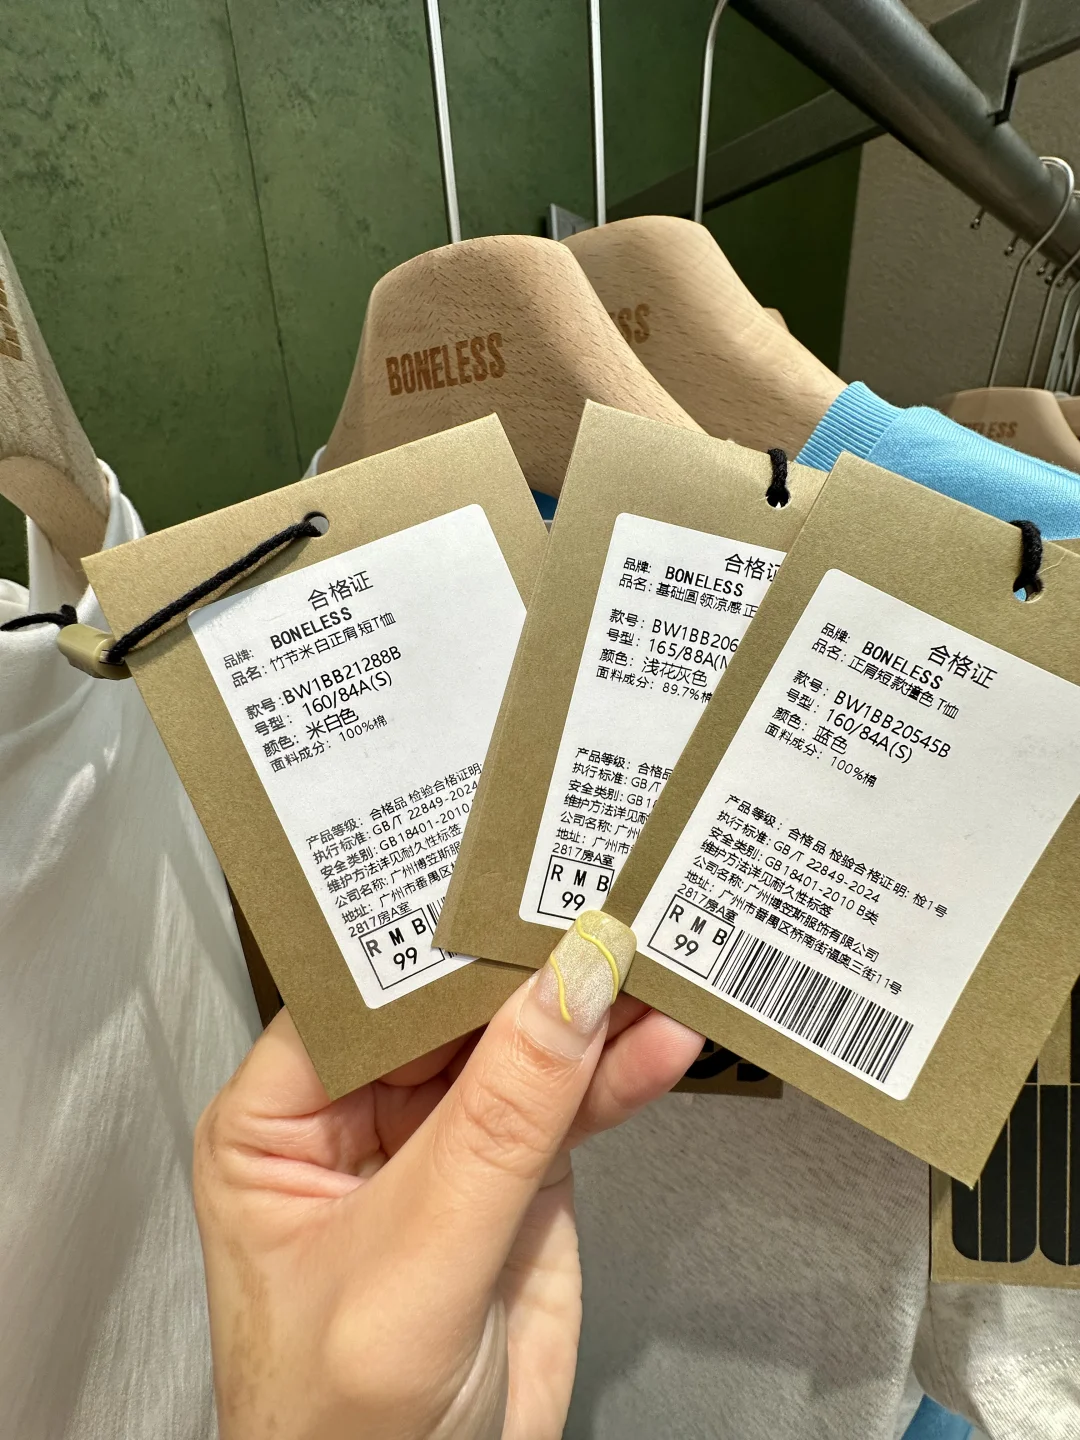 BONELESS
ESS
ELESS
合格证
品牌: BONELESS
品名: 竹节米白正肩短T恤
款号: BW1BB21288B
号型: 160/84A(S)
颜色: 米白色
面料成分: 100%棉
产品等级: 合格品 检验合格证明:
执行标准: GB/T 22849-2024
安全类别: GB18401-2010
维护方法详见耐久性标签
公司名称: 广州博笠斯服
地址: 广州市番禺区
2817房A室
RMB
99
合格证
品牌: BONELESS
品名: 基础圆领凉感正
款号: BW1BB206
号型: 165/88A(M
颜色: 浅花灰色
面料成分: 89.7%棉
产品等级: 合格品
执行标准: GB/T
安全类别: GB1
维护方法详见耐
公司名称: 广州
地址: 广州市
2817房A室
RMB
99
合格证
品牌: BONELESS
品名: 正肩短款撞色T恤
款号: BW1BB20545B
号型: 160/84A(S)
颜色: 蓝色
面料成分: 100%棉
产品等级: 合格品 检验合格证明: 检1号
执行标准: GB/T 22849-2024
安全类别: GB18401-2010 B类
维护方法详见耐久性标签
公司名称: 广州博笠斯服饰有限公司
地址: 广州市番禺区桥南街福奥三街11号
2817房A室
RMB
99